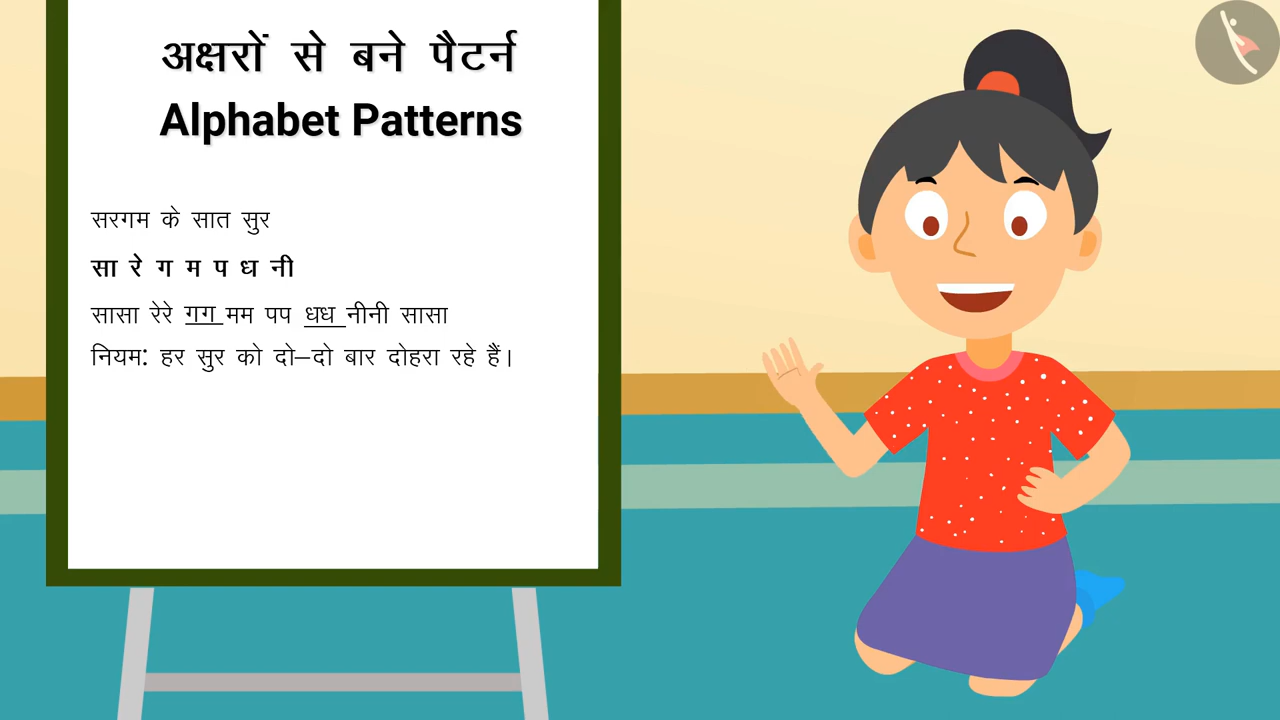 अक्षरों से बने पैटर्न
Alphabet Patterns
सरगम के सात सुर
सा रे ग म प ध नी
सासा रेरे गग मम पप धध नीनी सासा
नियम: हर सुर को दो–दो बार दोहरा रहे हैं।